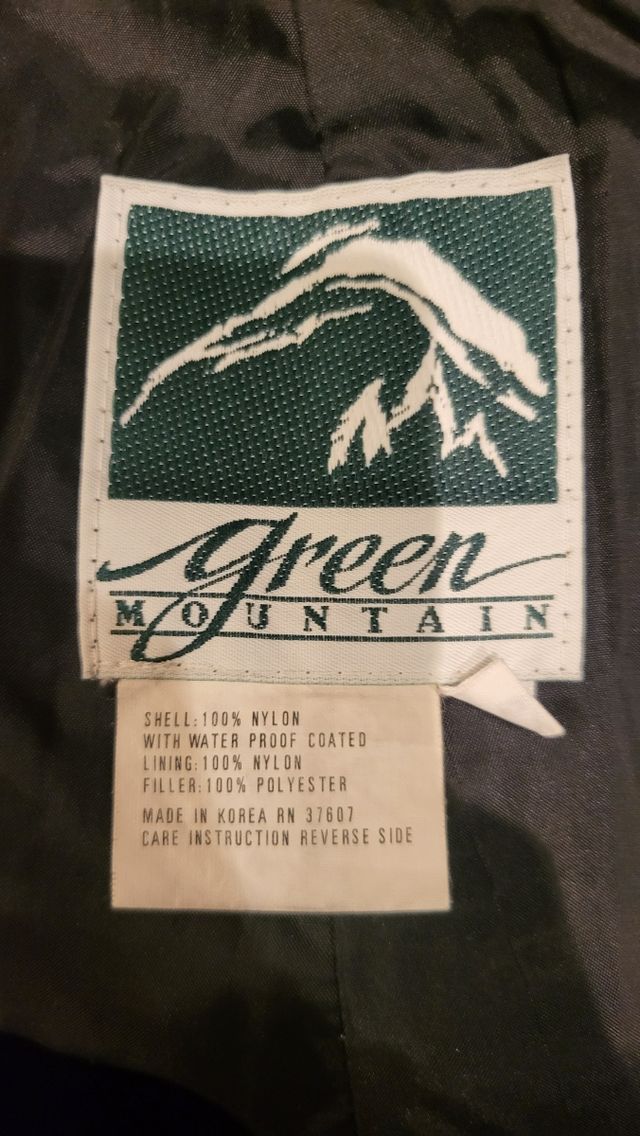 green
MOUNTAIN
SHELL:100% NYLON
WITH WATER PROOF COATED
LINING:100% NYLON
FILLER:100% POLYESTER
MADE IN KOREA RN 37607
CARE INSTRUCTION REVERSE SIDE